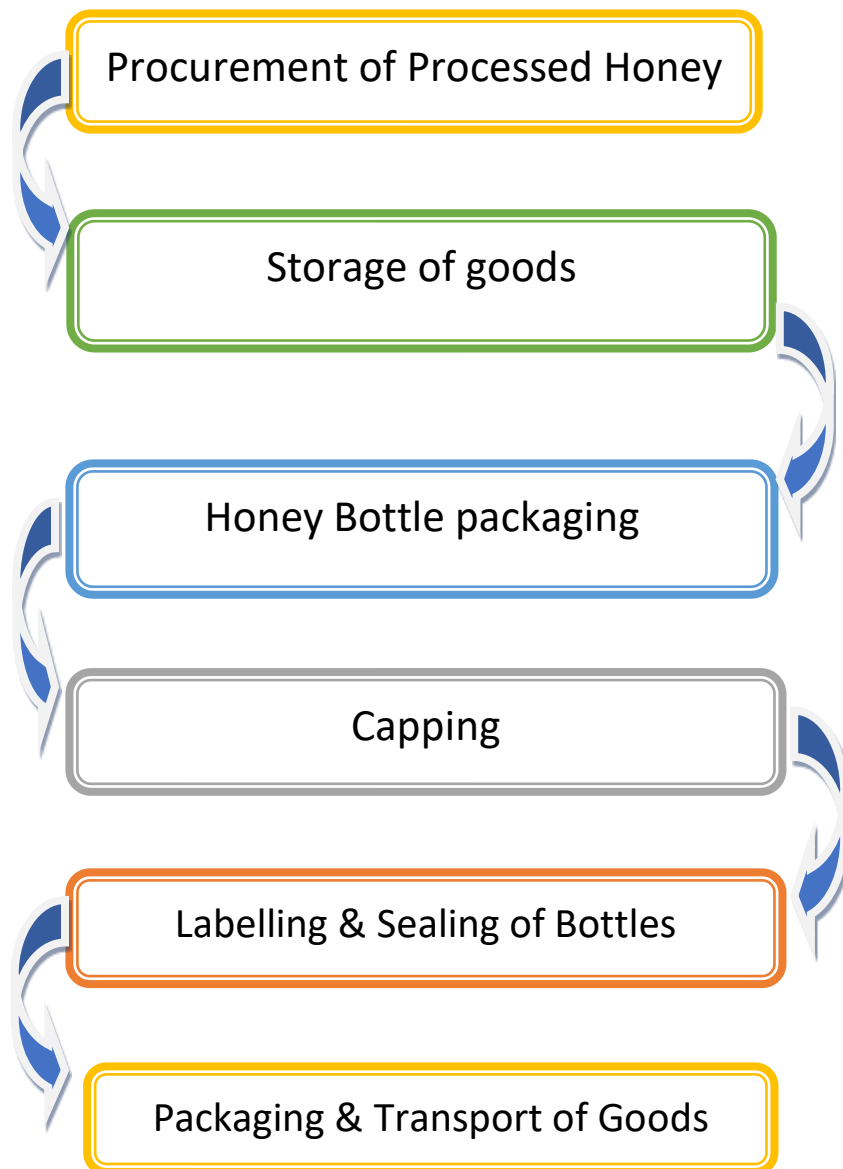 Procurement of Processed Honey
Storage of goods
Honey Bottle packaging
Capping
Labelling & Sealing of Bottles
Packaging & Transport of Goods